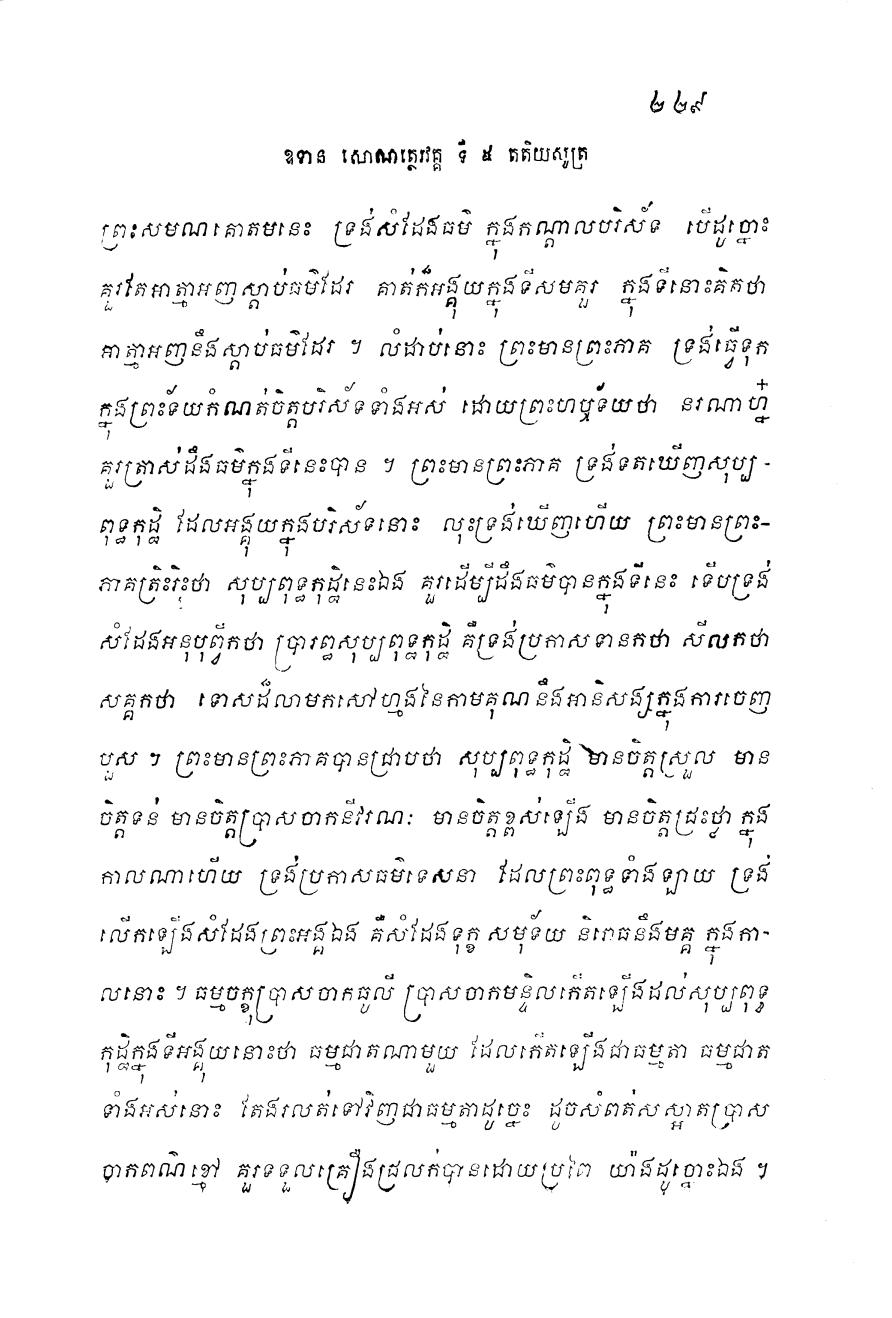 ២២៩
ឧទាន សោណត្ថេរវគ្គ ទី ៥ តតិយសូត្រ
ព្រះសមណគោតមនេះ ទ្រង់សំដែងធម៌ ក្នុងកណ្តាលបរិស័ទ បើដូច្នោះ
គួរតែអាត្មាអញស្តាប់ធម៌ដែរ គាត់ក៏អង្គុយក្នុងទីសមគួរ ក្នុងទីនោះគិតថា
អាត្មាអញនឹងស្តាប់ធម៌ដែរ ។ លំដាប់នោះ ព្រះមានព្រះភាគ ទ្រង់ធ្វើទុក
ក្នុងព្រះទ័យកំណត់ចិត្តបរិស័ទទាំងអស់ ដោយព្រះហឫទ័យថា នរណាហ្ន៎
គួរត្រាស់ដឹងធម៌ក្នុងទីនេះបាន ។ ព្រះមានព្រះភាគ ទ្រង់ទតឃើញសុប្ប-
ពុទ្ធកុដ្ឋិ ដែលអង្គុយក្នុងបរិស័ទនោះ លុះទ្រង់ឃើញហើយ ព្រះមានព្រះ-
ភាគត្រិះរិះថា សុប្បពុទ្ធកុដ្ឋិនេះឯង គួរដើម្បីដឹងធម៌បានក្នុងទីនេះ ទើបទ្រង់
សំដែងអនុបុព្វីកថា ប្រារព្ធសុប្បពុទ្ធកុដ្ឋិ គឺទ្រង់ប្រកាសទានកថា សីលកថា
សគ្គកថា ទោសដ៏លាមកសៅហ្មងនៃកាមគុណនឹងអានិសង្សក្នុងការចេញ
បួស ។ ព្រះមានព្រះភាគបានជ្រាបថា សុប្បពុទ្ធកុដ្ឋិ មានចិត្តស្រួល មាន
ចិត្តទន់ មានចិត្តប្រាសចាកនីវរណៈ មានចិត្តខ្ពស់ឡើង មានចិត្តជ្រះថ្លា ក្នុង
កាលណាហើយ ទ្រង់ប្រកាសធម៌ទេសនា ដែលព្រះពុទ្ធទាំងឡាយ ទ្រង់
លើកឡើងសំដែងព្រះអង្គឯង គឺសំដែងទុក្ខ សមុទ័យ និរោធនឹងមគ្គ ក្នុងកា-
លនោះ ។ ធម្មចក្ខុប្រាសចាកធូលី ប្រាសចាកមន្ទិលកើតឡើងដល់សុប្បពុទ្ធ
កុដ្ឋិក្នុងទីអង្គុយនោះថា ធម្មជាតណាមួយ ដែលកើតឡើងជាធម្មតា ធម្មជាត
ទាំងអស់នោះ តែងរលត់ទៅវិញជាធម្មតាដូច្នេះ ដូចសំពត់សស្អាតប្រាស
ចាកពណ៌ខ្មៅ គួរទទួលគ្រឿងជ្រលក់បានដោយប្រពៃ យ៉ាងដូច្នោះឯង ។